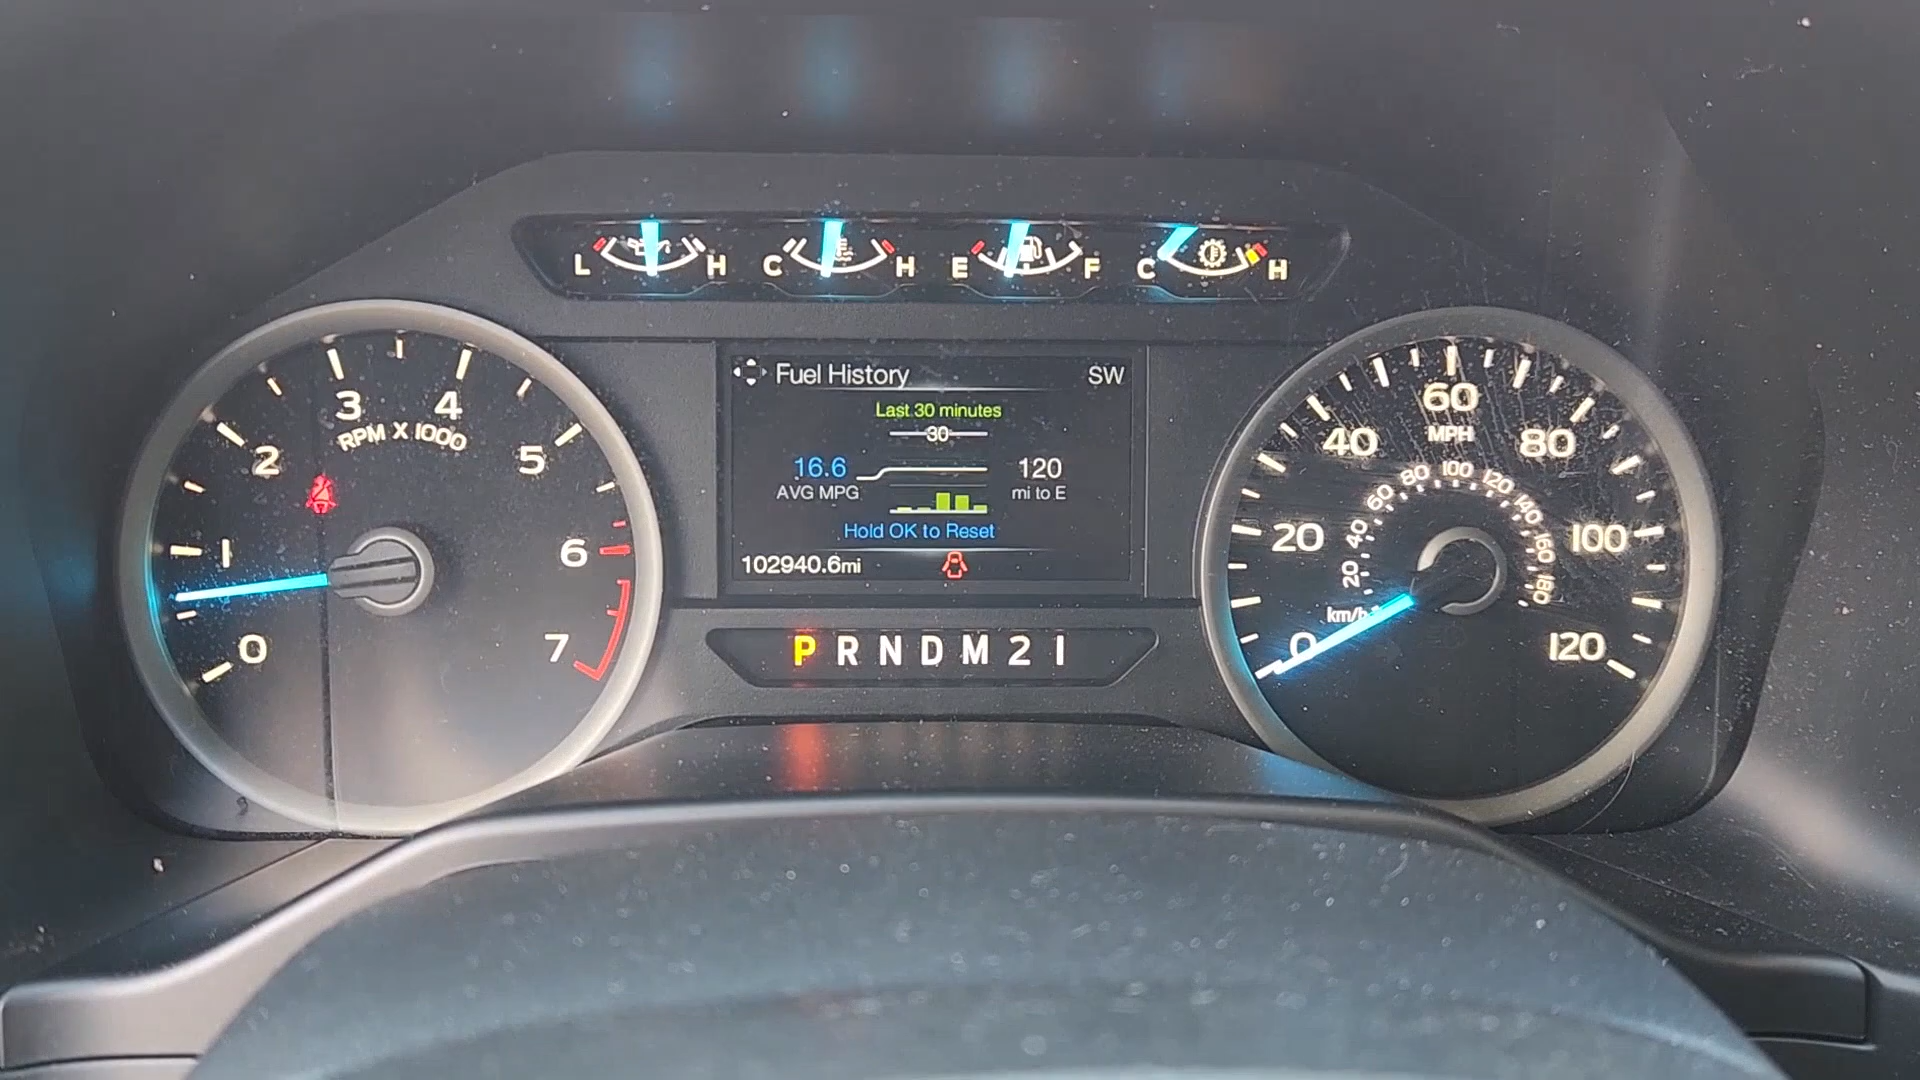 L H C H E F C H
Fuel History SW
Last 30 minutes
30
16.6 120
AVG MPG mi to E
Hold OK to Reset
102940.6mi
P R N D M 2 1
0 1 2 3 4 5 6 7
RPM X 1000
0 20 40 60 80 100 120
MPH
20 40 60 80 100 120 140 160 180
km/h